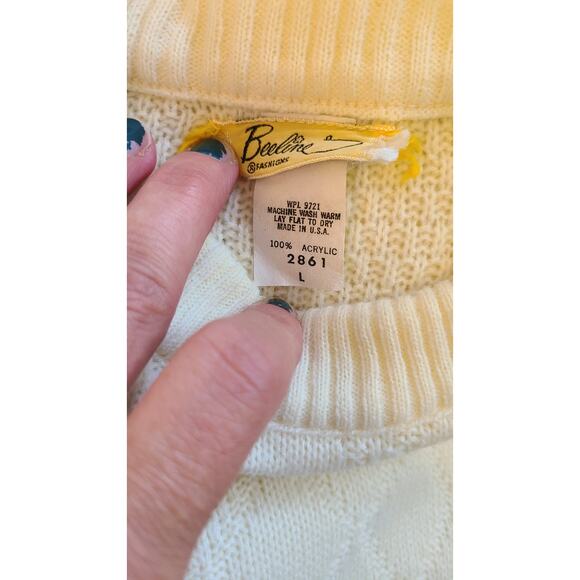 Beeline
® FASHIONS
WPL 9721
MACHINE WASH WARM
LAY FLAT TO DRY
MADE IN U.S.A.
100% ACRYLIC
2861
L